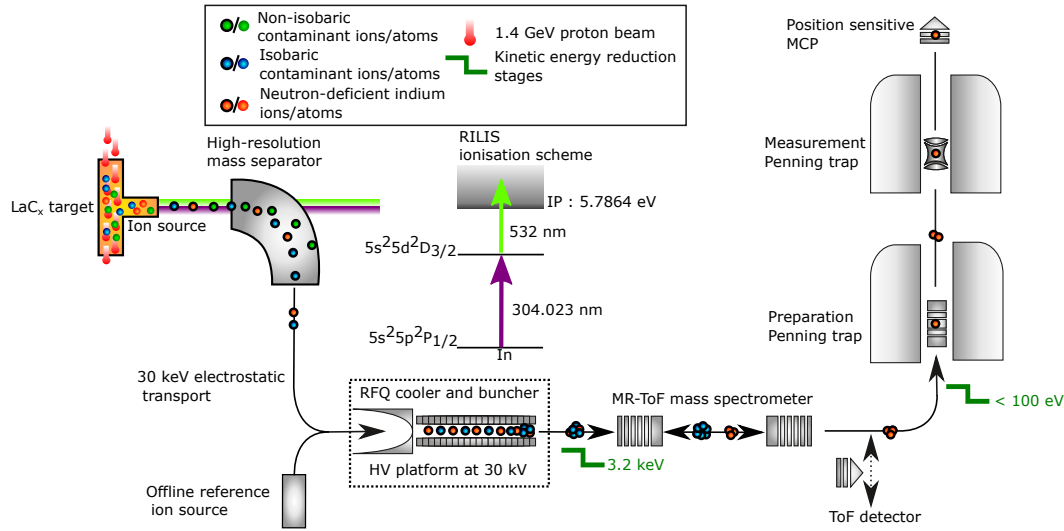 Non-isobaric
contaminant ions/atoms
Isobaric
contaminant ions/atoms
Neutron-deficient indium
ions/atoms
1.4 GeV proton beam
Kinetic energy reduction
stages
Position sensitive
MCP
High-resolution
mass separator
RILIS
ionisation scheme
IP : 5.7864 eV
LaCₓ target
Ion source
532 nm
5s²5d²D3/2
304.023 nm
5s²5p²P1/2
In
Measurement
Penning trap
Preparation
Penning trap
30 keV electrostatic
transport
RFQ cooler and buncher
HV platform at 30 kV
MR-ToF mass spectrometer
3.2 keV
< 100 eV
Offline reference
ion source
ToF detector